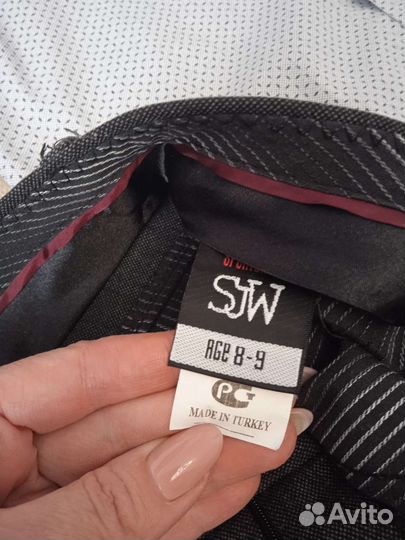 SJW
AGE 8-9
PG
MADE IN TURKEY
Avito